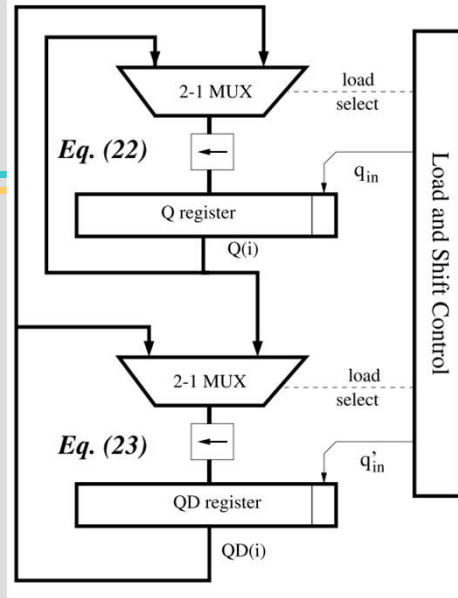 2-1 MUX
load
select
Eq. (22)
q_in
Q register
Q(i)
Load and Shift Control
2-1 MUX
load
select
Eq. (23)
q'_in
QD register
QD(i)